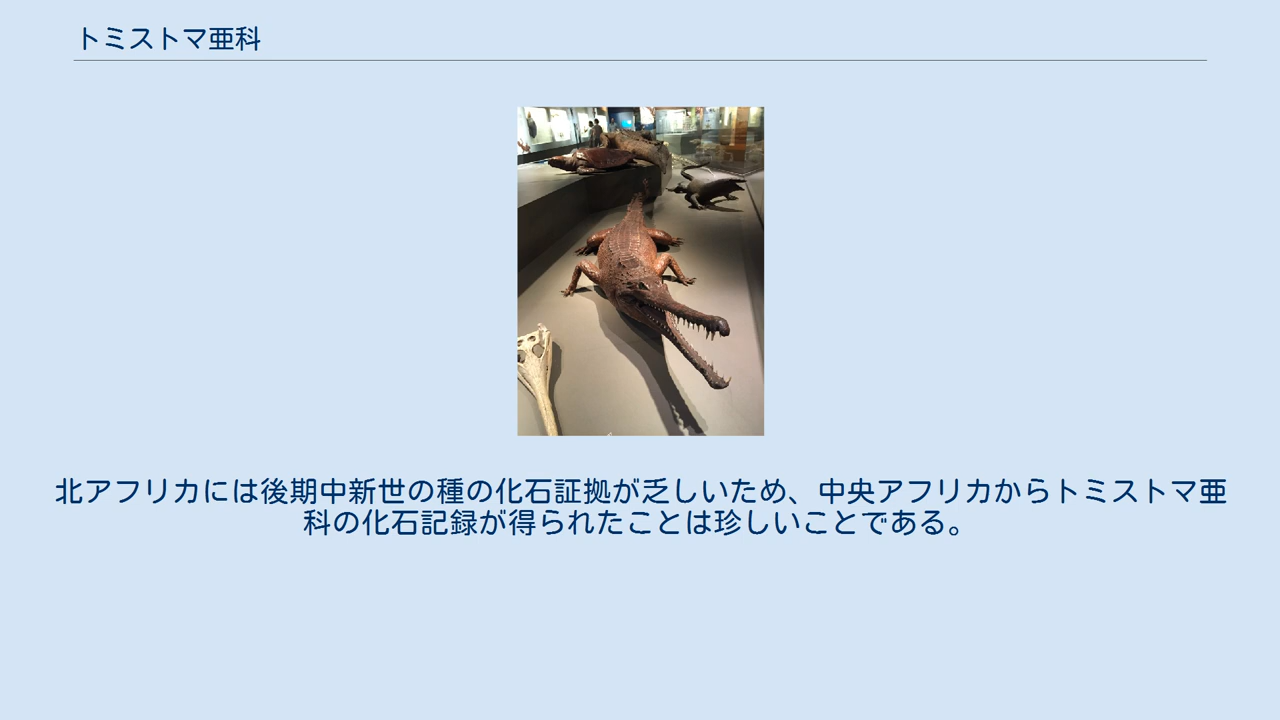 トミストマ亜科
北アフリカには後期中新世の種の化石証拠が乏しいため、中央アフリカからトミストマ亜
科の化石記録が得られたことは珍しいことである。